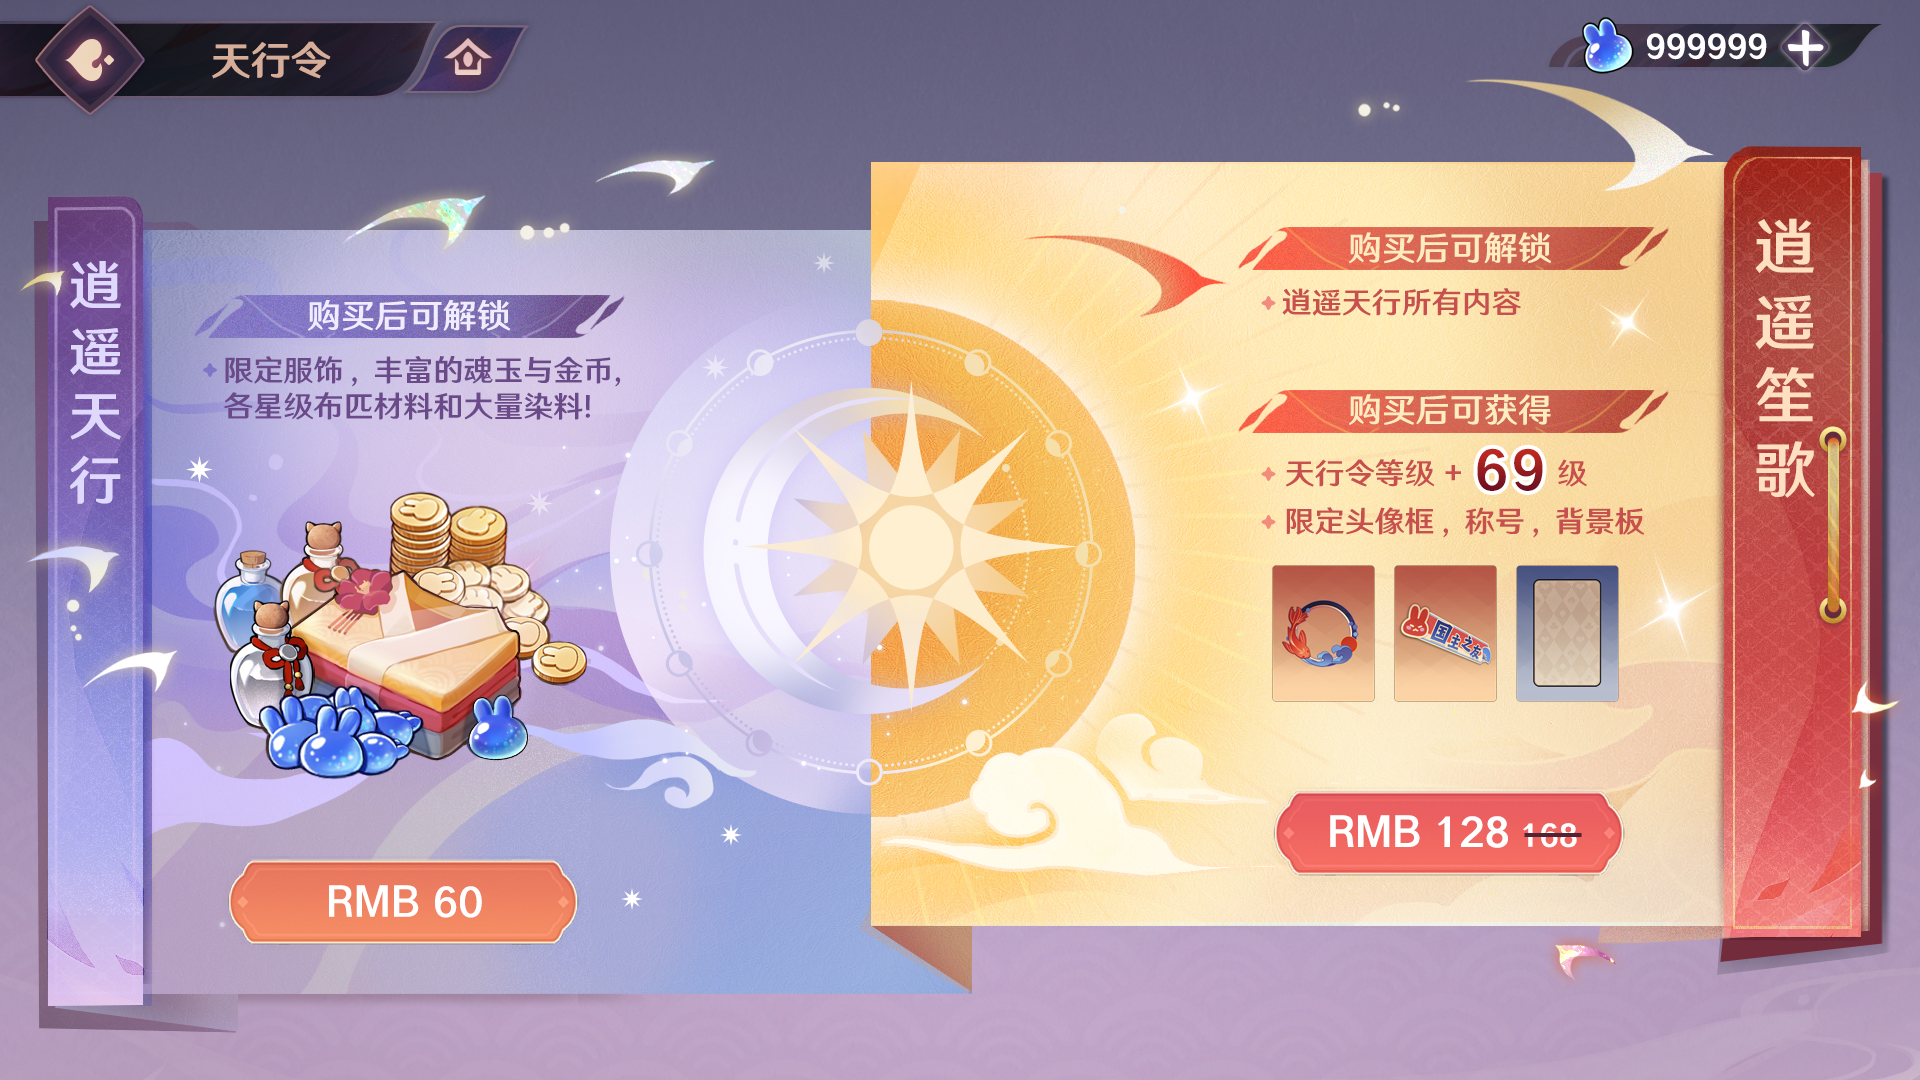 天行令
999999
逍遥天行
购买后可解锁
限定服饰，丰富的魂玉与金币，
各星级布匹材料和大量染料！
RMB 60
购买后可解锁
逍遥天行所有内容
购买后可获得
天行令等级 + 69 级
限定头像框，称号，背景板
国主之友
RMB 128 168
逍遥笙歌